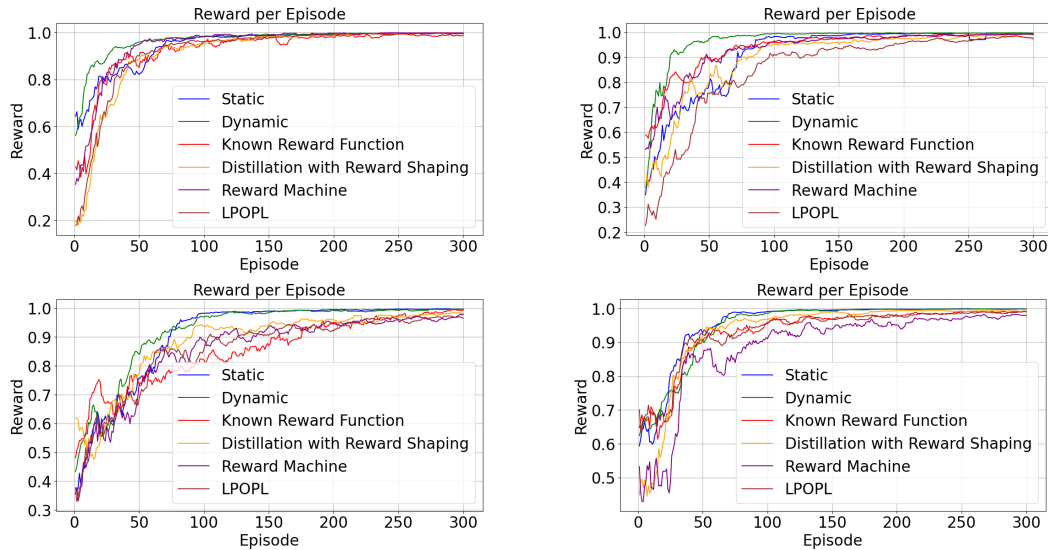 Reward per Episode
Reward
1.0
0.8
0.6
0.4
0.2
Static
Dynamic
Known Reward Function
Distillation with Reward Shaping
Reward Machine
LPOPL
0 50 100 150 200 250 300
Episode
Reward per Episode
Reward
1.0
0.9
0.8
0.7
0.6
0.5
0.4
0.3
0.2
Static
Dynamic
Known Reward Function
Distillation with Reward Shaping
Reward Machine
LPOPL
0 50 100 150 200 250 300
Episode
Reward per Episode
Reward
1.0
0.9
0.8
0.7
0.6
0.5
0.4
0.3
Static
Dynamic
Known Reward Function
Distillation with Reward Shaping
Reward Machine
LPOPL
0 50 100 150 200 250 300
Episode
Reward per Episode
Reward
1.0
0.9
0.8
0.7
0.6
0.5
Static
Dynamic
Known Reward Function
Distillation with Reward Shaping
Reward Machine
LPOPL
0 50 100 150 200 250 300
Episode